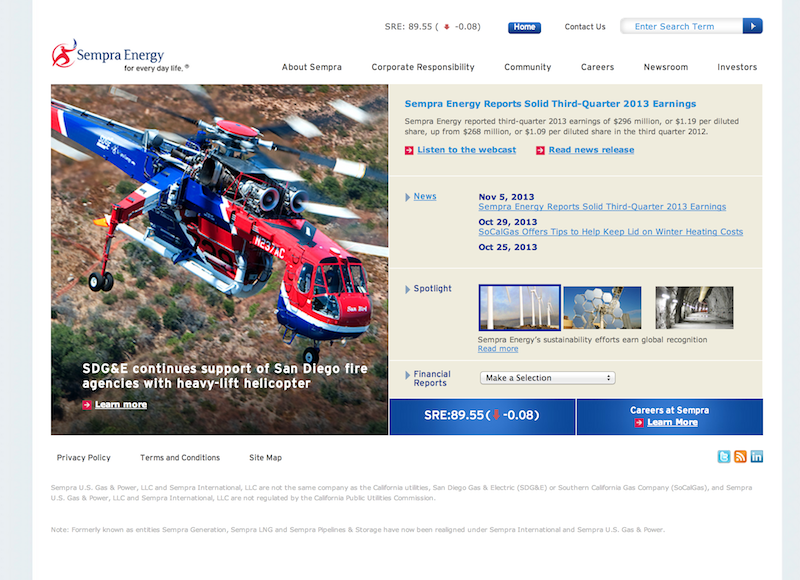 SRE: 89.55 ( -0.08)
Home
Contact Us
Enter Search Term
Sempra Energy
for every day life.®
About Sempra
Corporate Responsibility
Community
Careers
Newsroom
Investors
N237AC
Sun Bird
SDG&E continues support of San Diego fire
agencies with heavy-lift helicopter
Learn more
Sempra Energy Reports Solid Third-Quarter 2013 Earnings
Sempra Energy reported third-quarter 2013 earnings of $296 million, or $1.19 per diluted
share, up from $268 million, or $1.09 per diluted share in the third quarter 2012.
Listen to the webcast
Read news release
News
Nov 5, 2013
Sempra Energy Reports Solid Third-Quarter 2013 Earnings
Oct 29, 2013
SoCalGas Offers Tips to Help Keep Lid on Winter Heating Costs
Oct 25, 2013
Spotlight
Sempra Energy's sustainability efforts earn global recognition
Read more
Financial
Reports
Make a Selection
SRE:89.55( -0.08)
Careers at Sempra
Learn More
Privacy Policy
Terms and Conditions
Site Map
Sempra U.S. Gas & Power, LLC and Sempra International, LLC are not the same company as the California utilities, San Diego Gas & Electric (SDG&E) or Southern California Gas Company (SoCalGas), and Sempra
U.S. Gas & Power, LLC and Sempra International, LLC are not regulated by the California Public Utilities Commission.
Note: Formerly known as entities Sempra Generation, Sempra LNG and Sempra Pipelines & Storage have now been realigned under Sempra International and Sempra U.S. Gas & Power.